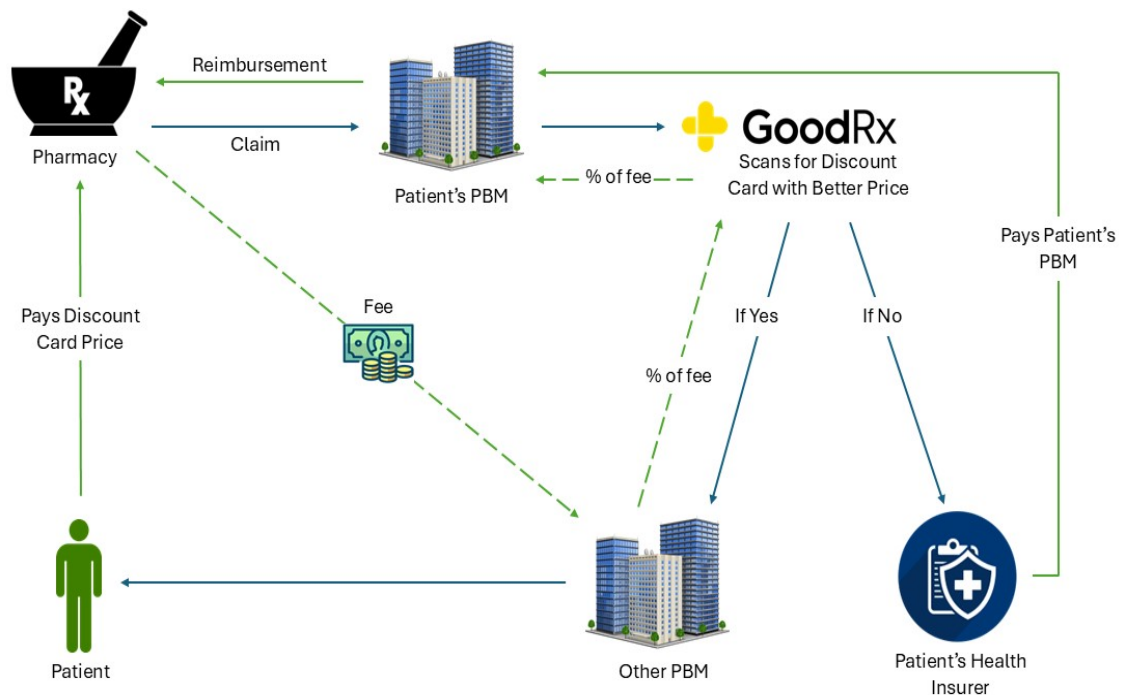 Reimbursement
Rx
Claim
Pharmacy
GoodRx
Scans for Discount
Card with Better Price
% of fee
Patient's PBM
Pays Patient's
PBM
Pays Discount
Card Price
Fee
If Yes
If No
% of fee
Patient
Other PBM
Patient's Health
Insurer